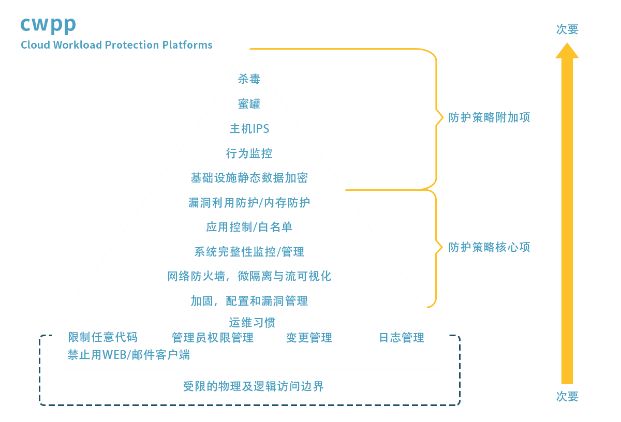 cwpp
Cloud Workload Protection Platforms
次要
杀毒
蜜罐
主机IPS
防护策略附加项
行为监控
基础设施静态数据加密
漏洞利用防护/内存防护
应用控制/白名单
系统完整性监控/管理
防护策略核心项
网络防火墙，微隔离与流可视化
加固，配置和漏洞管理
运维习惯
限制任意代码 管理员权限管理 变更管理 日志管理
禁止用WEB/邮件客户端
受限的物理及逻辑访问边界
次要